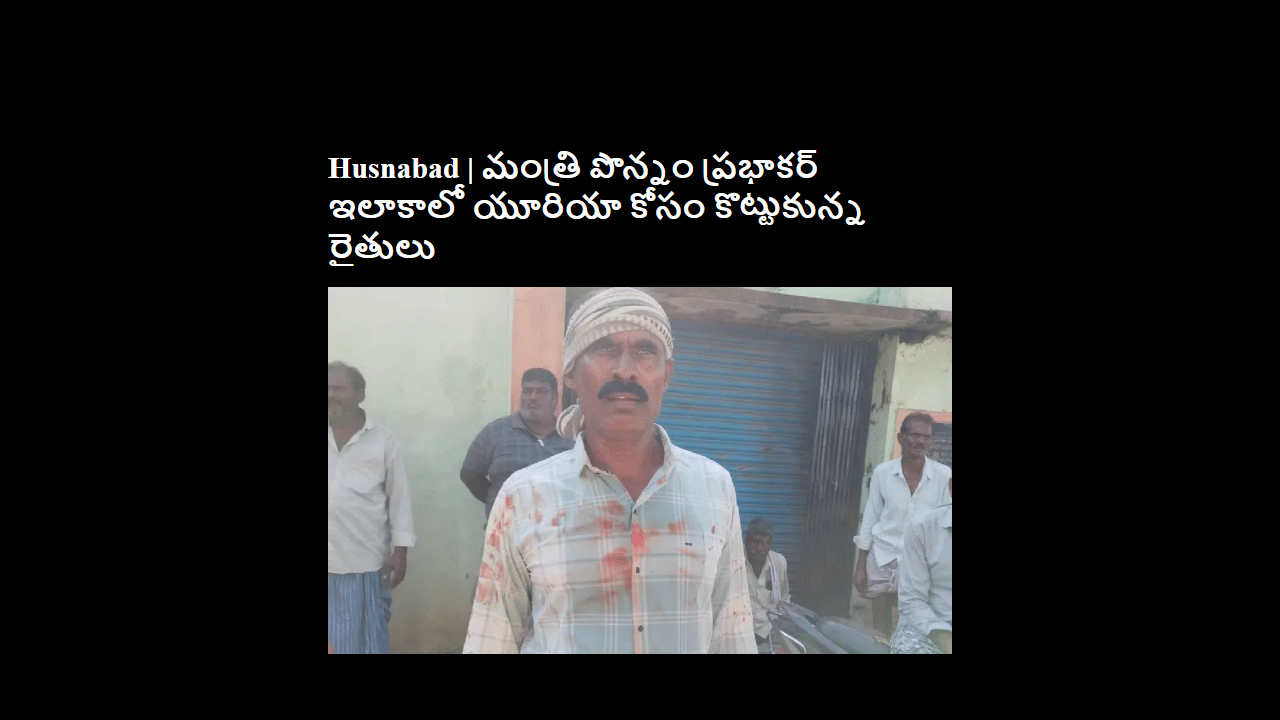 Husnabad | మంత్రి పొన్నం ప్రభాకర్
ఇలాకాలో యూరియా కోసం కొట్టుకున్న
రైతులు